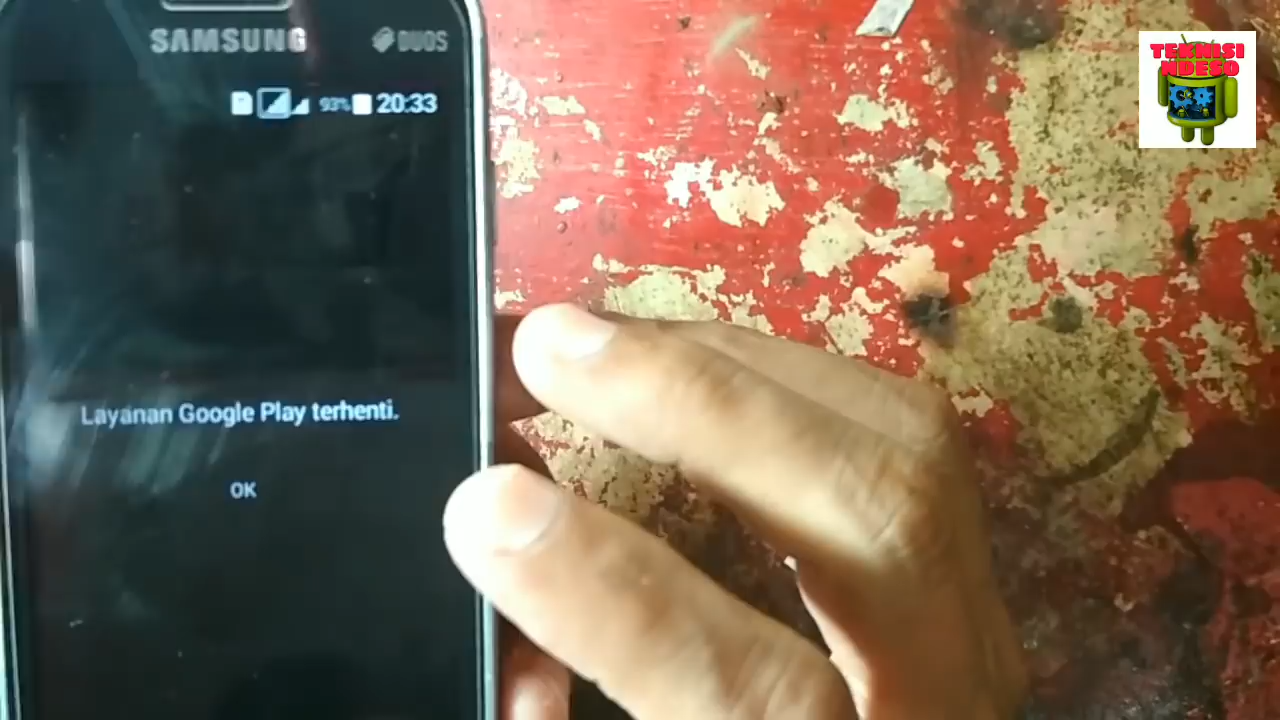 SAMSUNG
DUOS
93% 20:33
Layanan Google Play terhenti.
OK
TEKNISI
NDESO